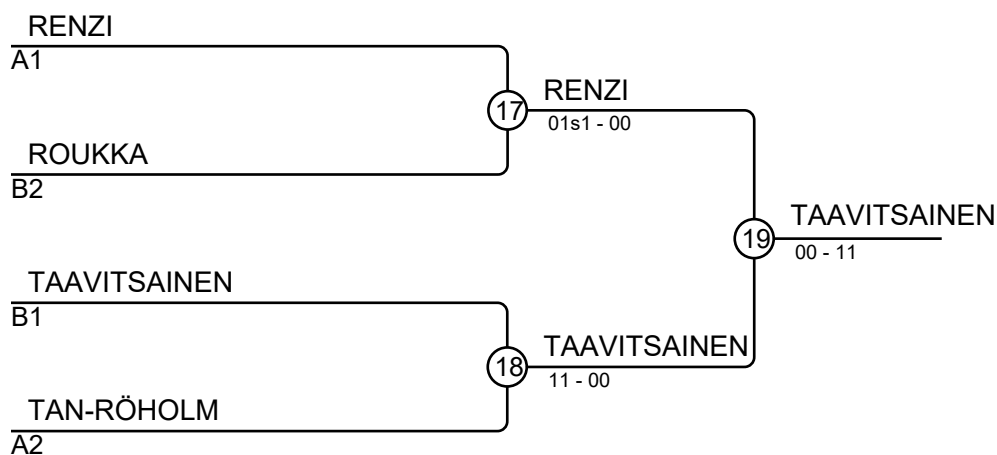 RENZI
A1
17
RENZI
01s1 - 00
ROUKKA
B2
19
TAAVITSAINEN
00 - 11
TAAVITSAINEN
B1
18
TAAVITSAINEN
11 - 00
TAN-RÖHOLM
A2